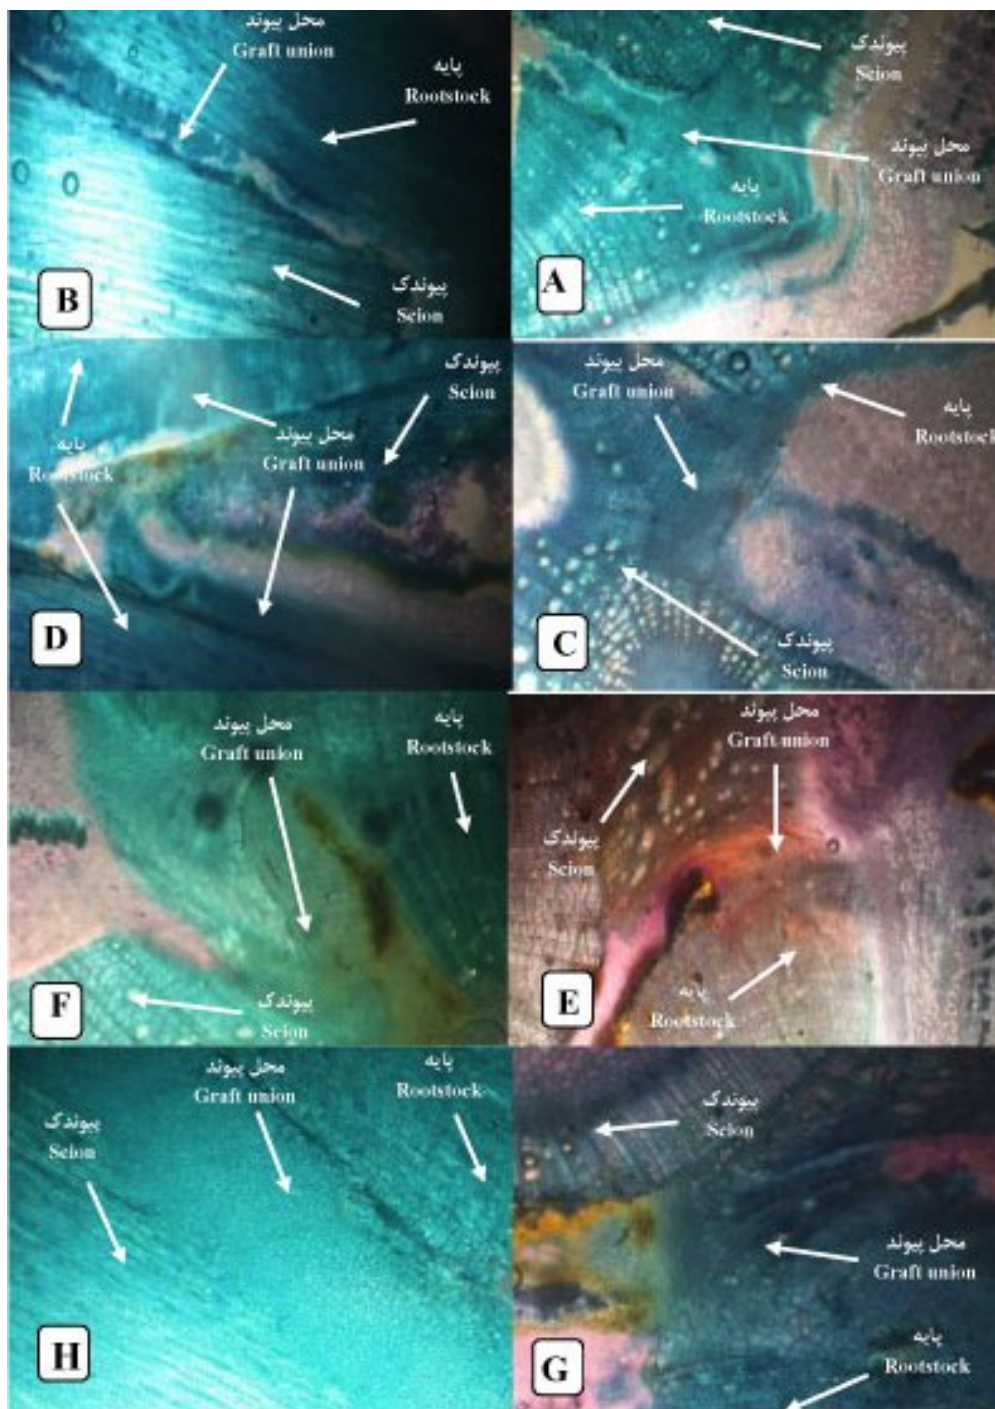 محل پیوند
Graft union
پایه
Rootstock
پیوندک
Scion
B
پیوندک
Scion
محل پیوند
Graft union
پایه
Rootstock
A
پیوندک
Scion
پایه
Rootstock
محل پیوند
Graft union
D
محل پیوند
Graft union
پایه
Rootstock
پیوندک
Scion
C
محل پیوند
Graft union
پایه
Rootstock
پیوندک
Scion
F
محل پیوند
Graft union
پیوندک
Scion
پایه
Rootstock
E
محل پیوند
Graft union
پایه
Rootstock
پیوندک
Scion
H
پیوندک
Scion
محل پیوند
Graft union
پایه
Rootstock
G